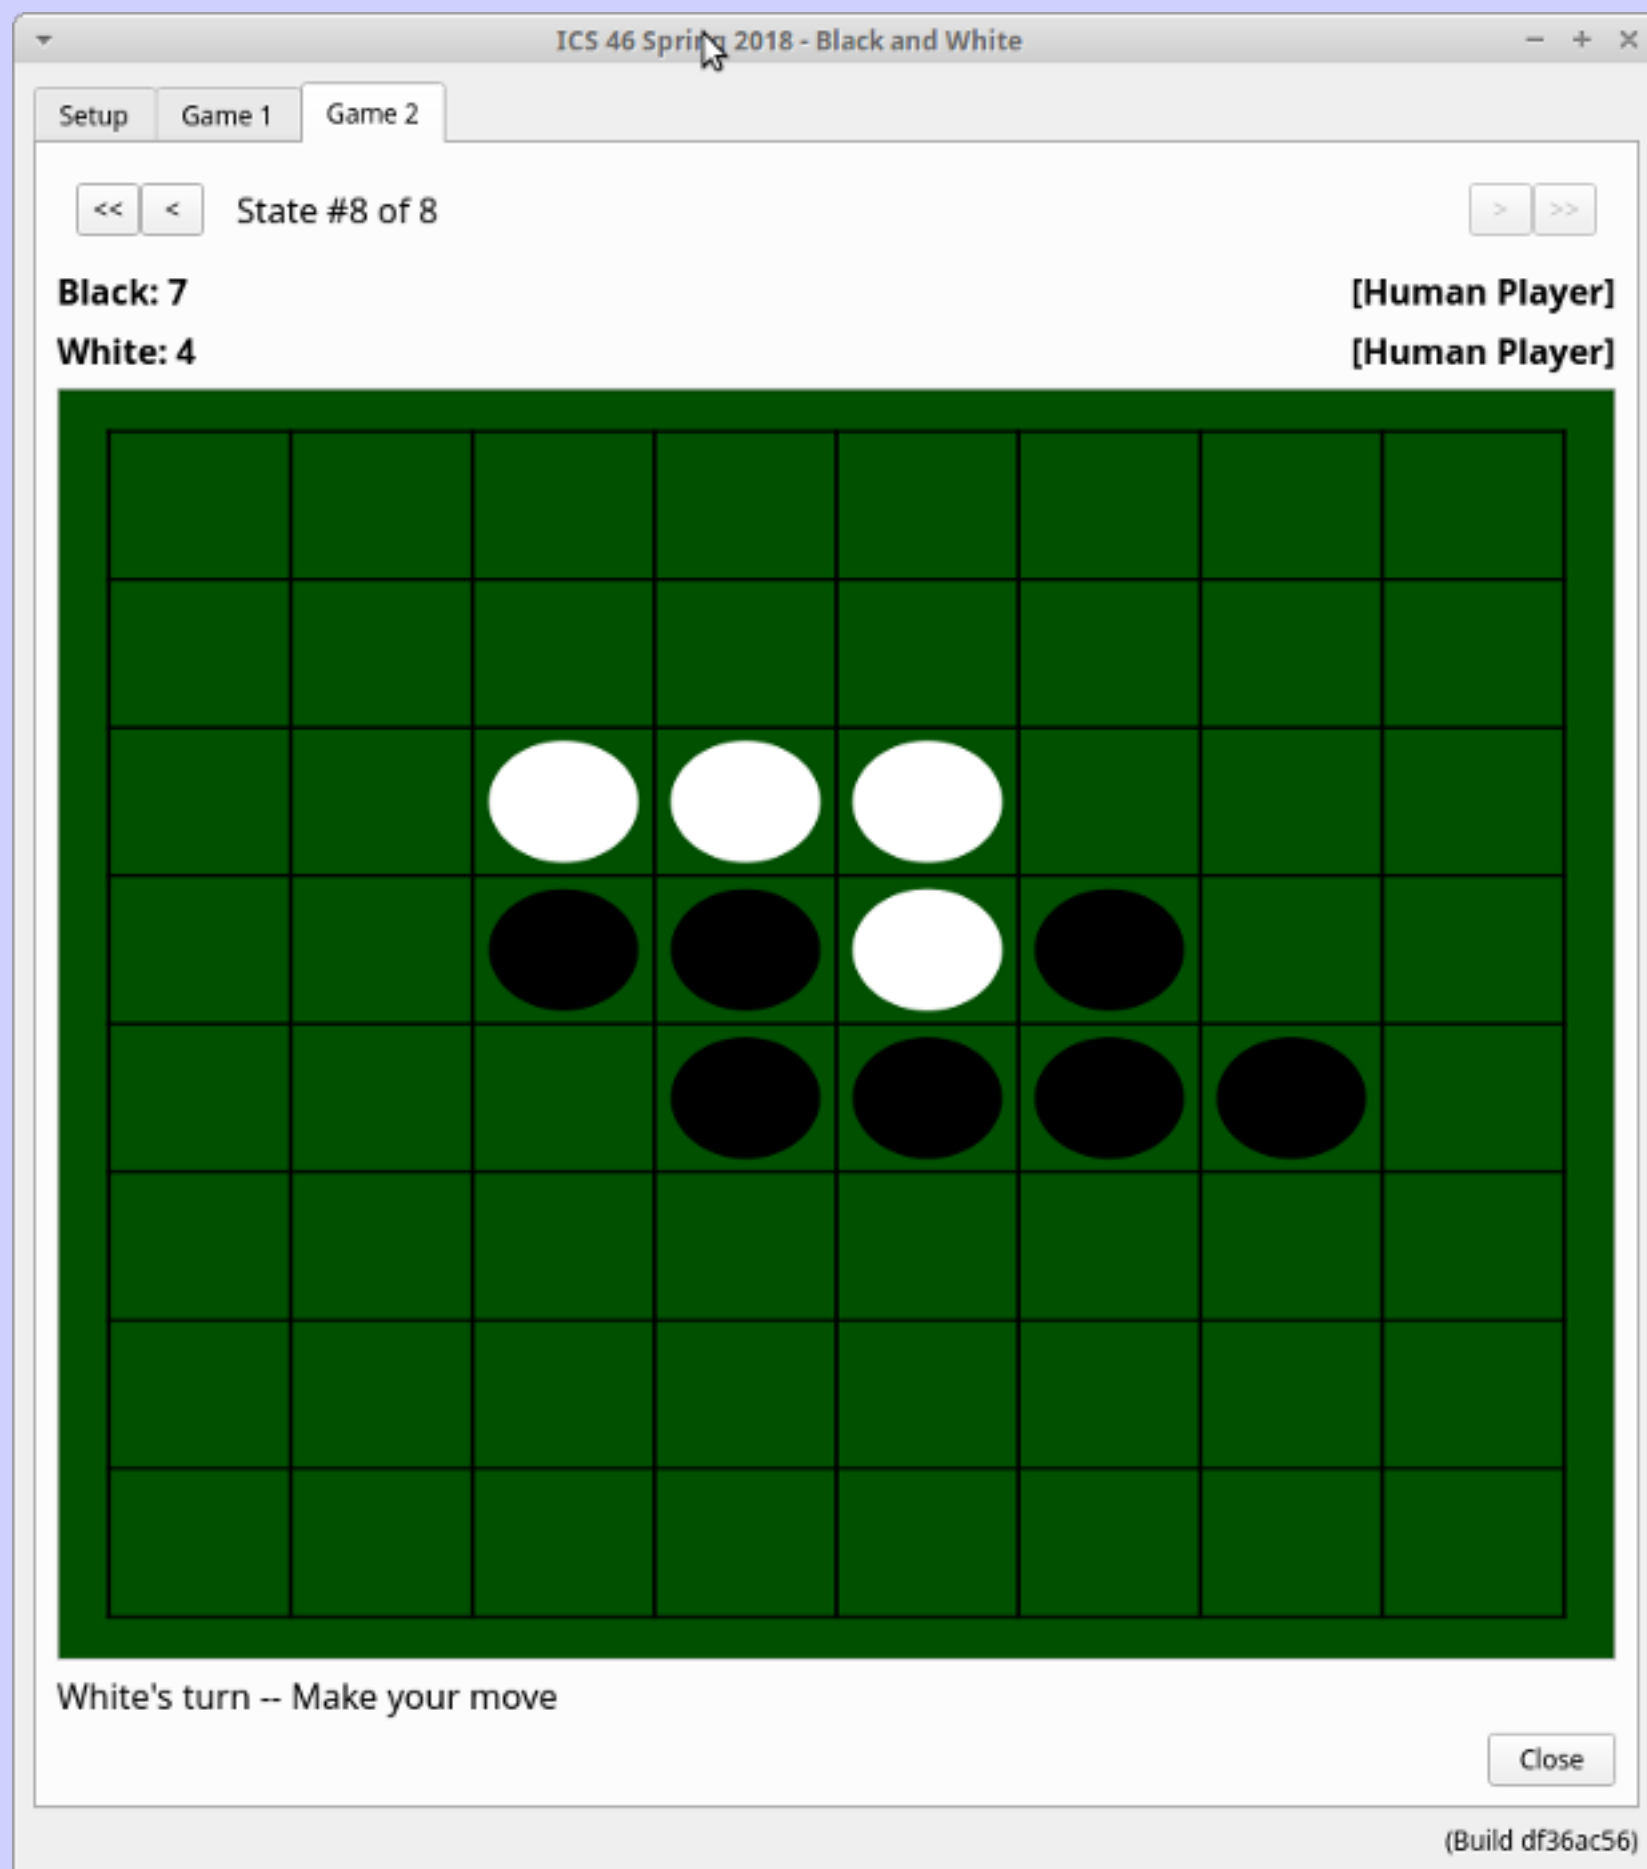 ICS 46 Spring 2018 - Black and White
Setup Game 1 Game 2
<< < State #8 of 8 > >>
Black: 7 [Human Player]
White: 4 [Human Player]
White's turn -- Make your move
Close
(Build df36ac56)